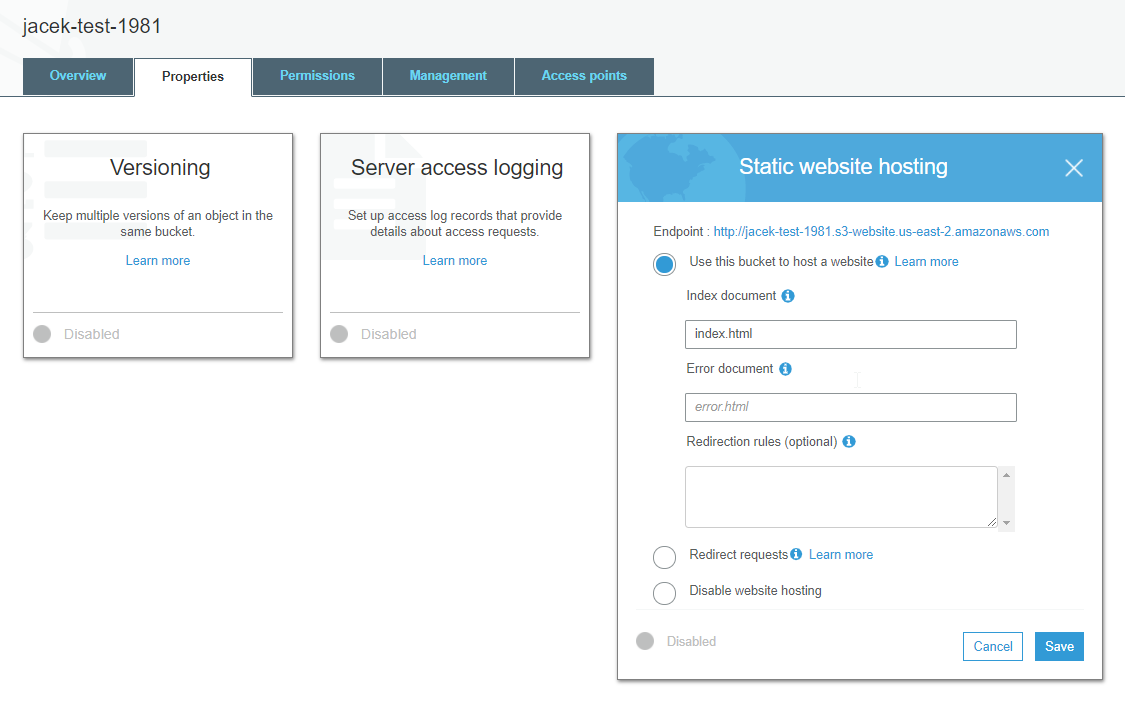 jacek-test-1981
Overview
Properties
Permissions
Management
Access points
Versioning
Keep multiple versions of an object in the
same bucket.
Learn more
Disabled
Server access logging
Set up access log records that provide
details about access requests.
Learn more
Disabled
Static website hosting
Endpoint : http://jacek-test-1981.s3-website.us-east-2.amazonaws.com
Use this bucket to host a website Learn more
Index document
index.html
Error document
error.html
Redirection rules (optional)
Redirect requests Learn more
Disable website hosting
Disabled
Cancel
Save